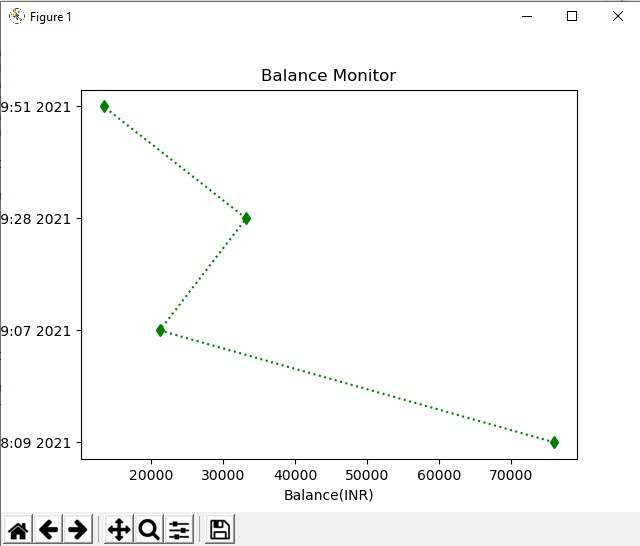 Figure 1
Balance Monitor
9:51 2021
9:28 2021
9:07 2021
8:09 2021
20000 30000 40000 50000 60000 70000
Balance(INR)